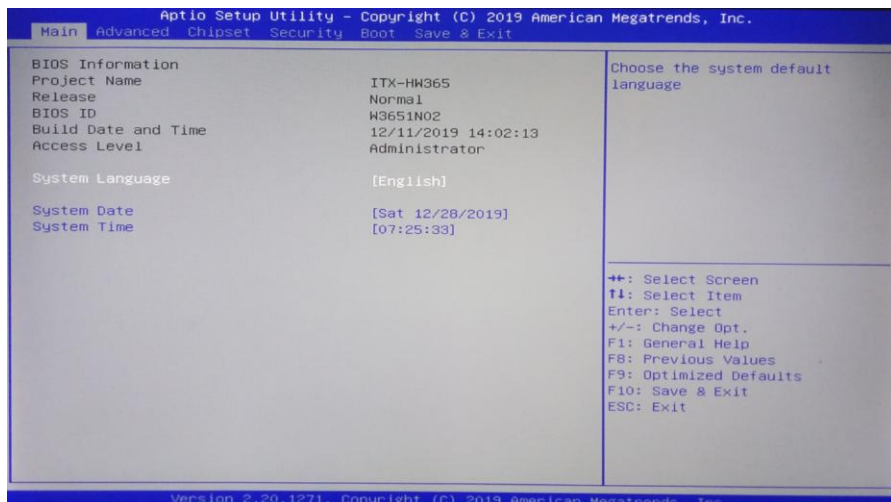 Aptio Setup Utility – Copyright (C) 2019 American Megatrends, Inc.
Main Advanced Chipset Security Boot Save & Exit
BIOS Information
Project Name ITX-HW365
Release Normal
BIOS ID W3651N02
Build Date and Time 12/11/2019 14:02:13
Access Level Administrator
System Language [English]
System Date [Sat 12/28/2019]
System Time [07:25:33]
Choose the system default
language
→←: Select Screen
↑↓: Select Item
Enter: Select
+/-: Change Opt.
F1: General Help
F8: Previous Values
F9: Optimized Defaults
F10: Save & Exit
ESC: Exit
Version 2.20.1271. Copyright (C) 2019 American Megatrends, Inc.